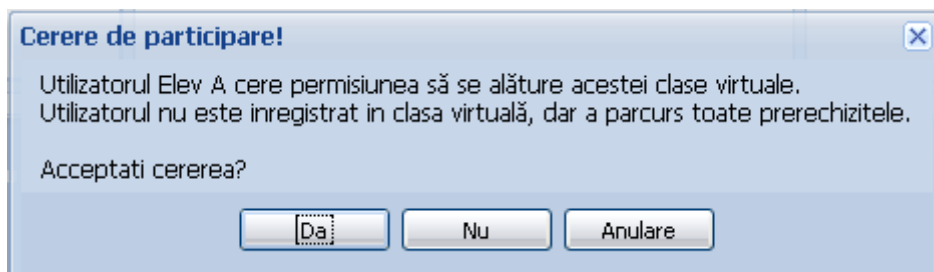 Cerere de participare!
Utilizatorul Elev A cere permisiunea să se alăture acestei clase virtuale.
Utilizatorul nu este inregistrat in clasa virtuală, dar a parcurs toate prerechizitele.
Acceptati cererea?
Da Nu Anulare